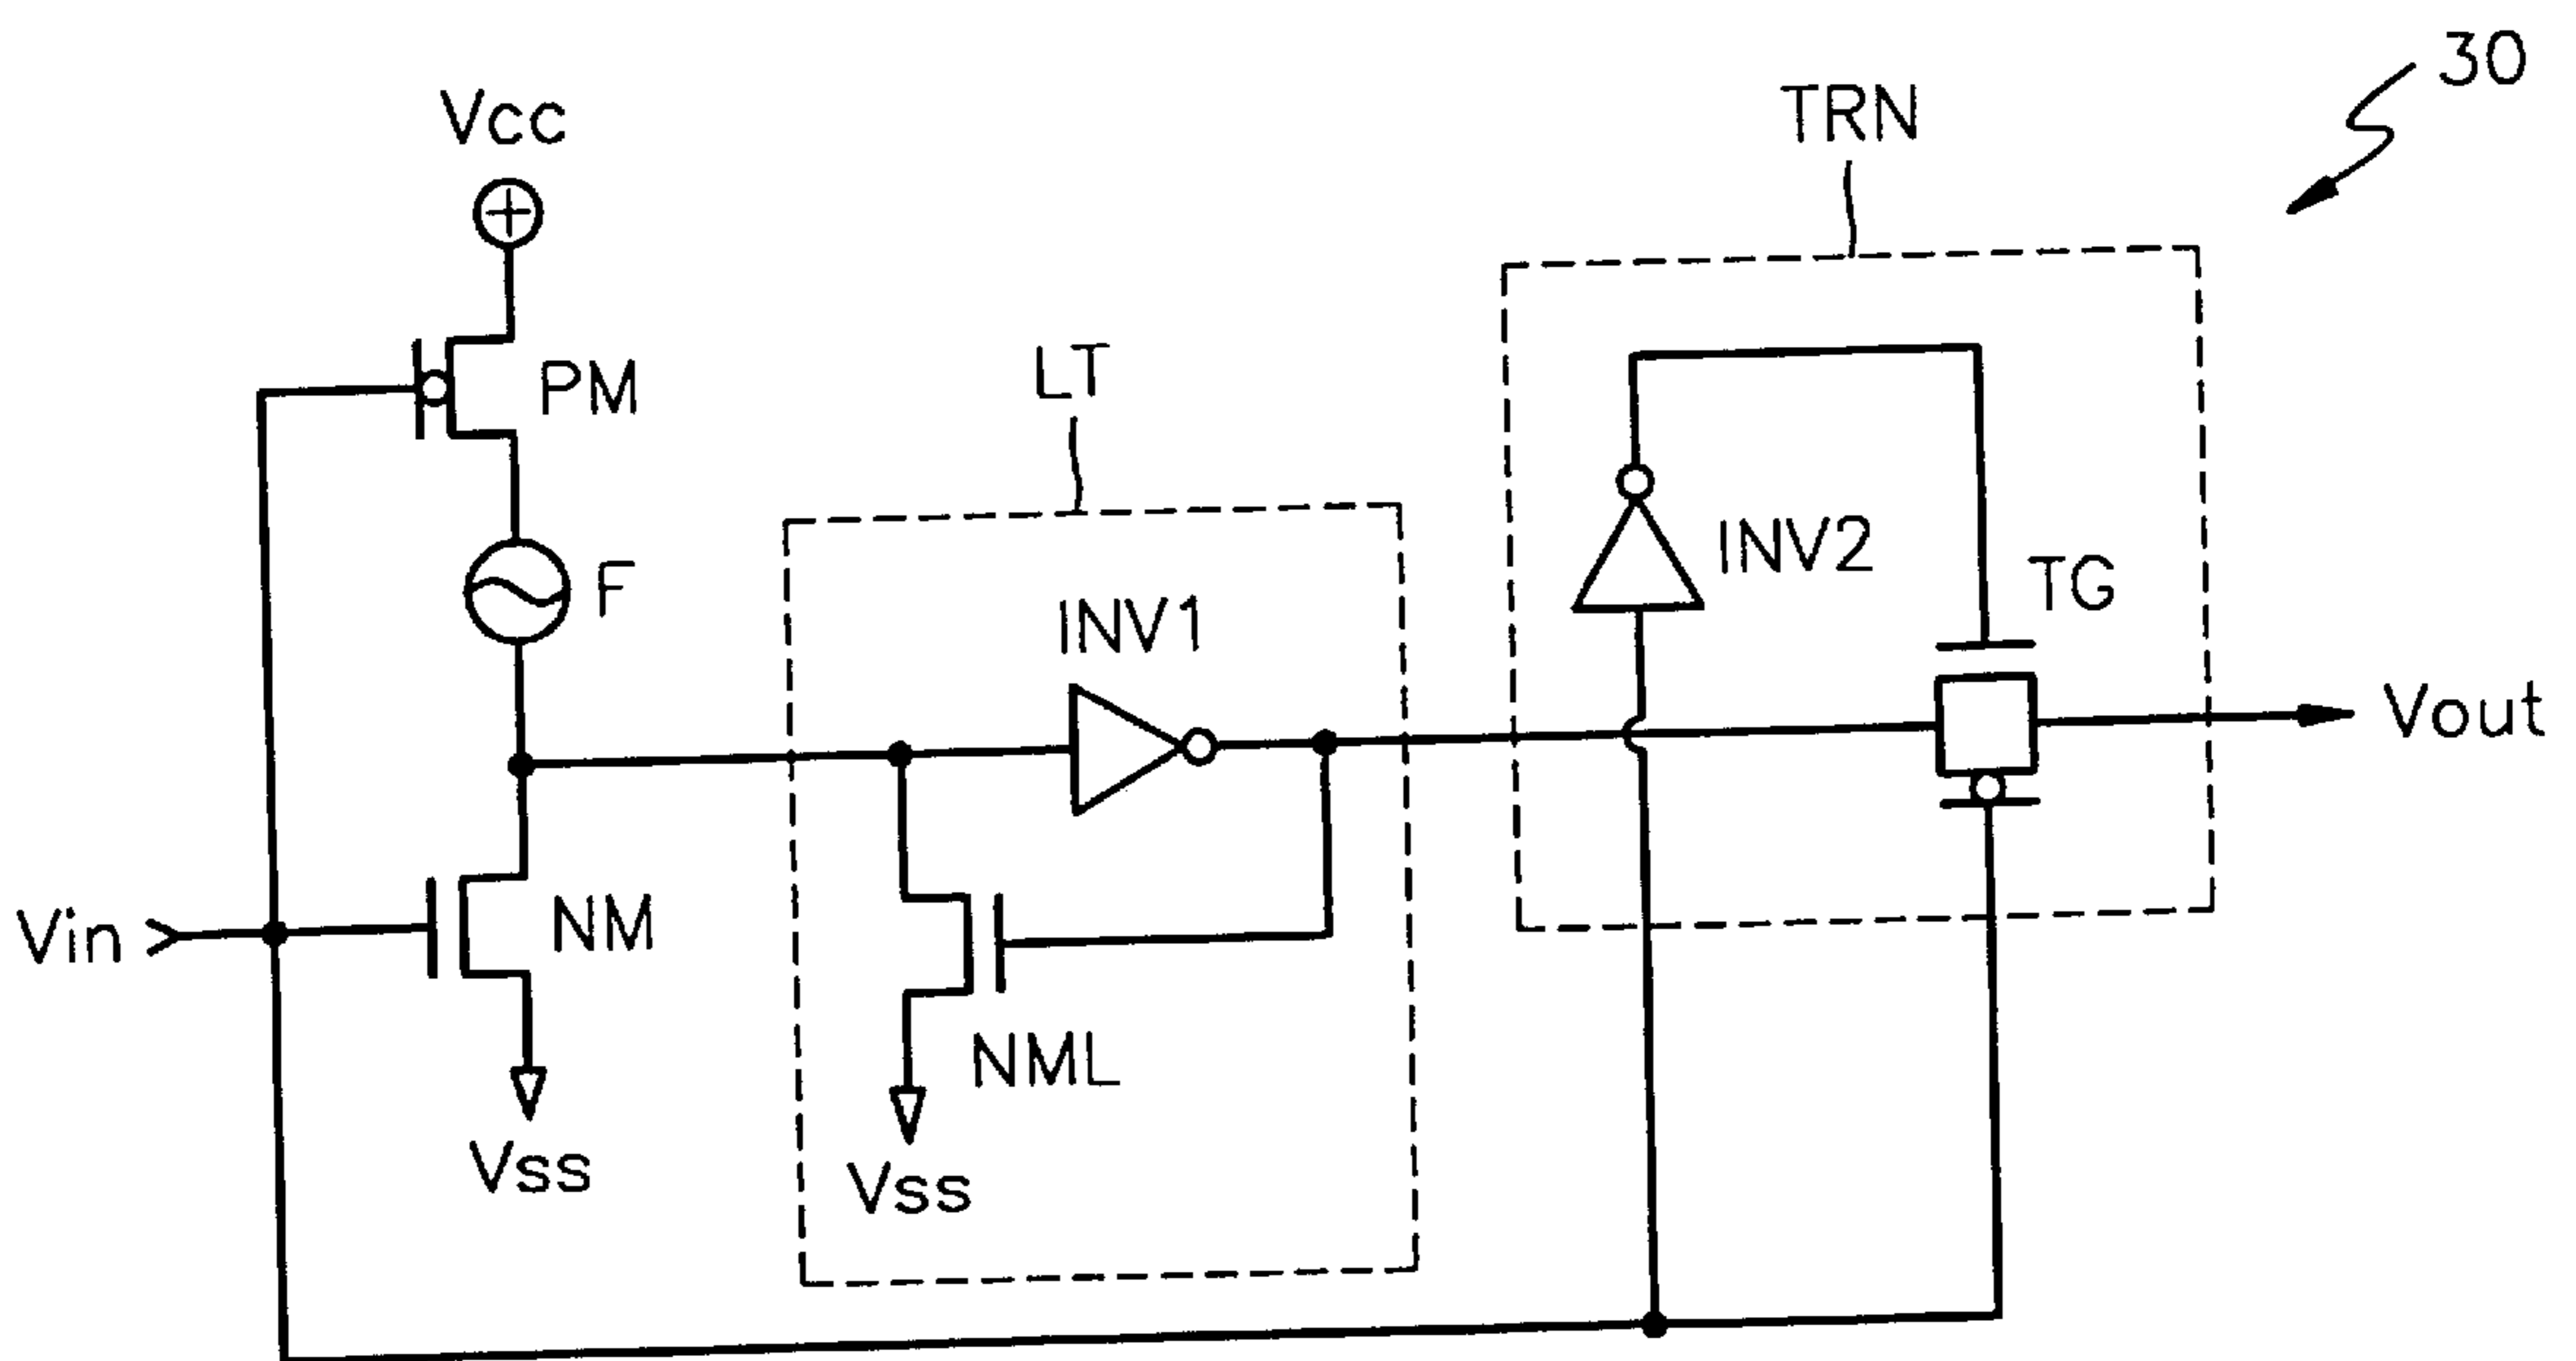 30
TRN
Vcc
PM
LT
F
INV1
INV2
TG
Vout
Vin
NM
NML
Vss
Vss